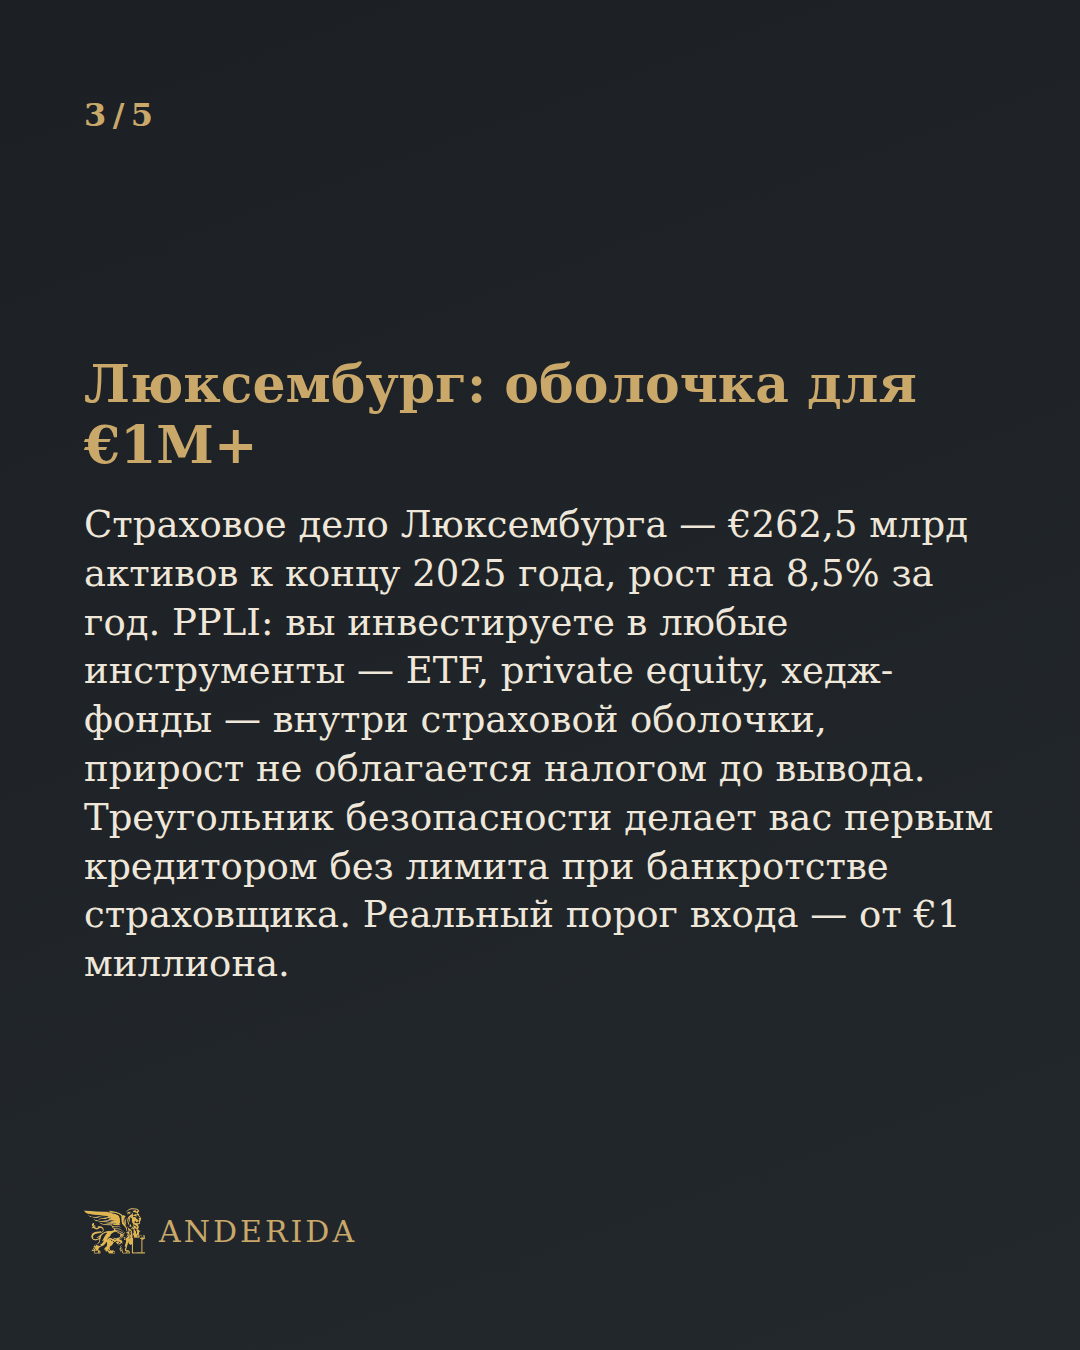 3/5
Люксембург: оболочка для
€1M+
Страховое дело Люксембурга — €262,5 млрд
активов к концу 2025 года, рост на 8,5% за
год. PPLI: вы инвестируете в любые
инструменты — ETF, private equity, хедж-
фонды — внутри страховой оболочки,
прирост не облагается налогом до вывода.
Треугольник безопасности делает вас первым
кредитором без лимита при банкротстве
страховщика. Реальный порог входа — от €1
миллиона.
ANDERIDA